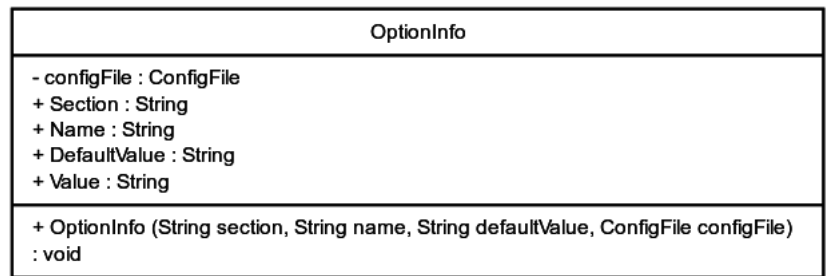 OptionInfo
- configFile : ConfigFile
+ Section : String
+ Name : String
+ DefaultValue : String
+ Value : String
+ OptionInfo (String section, String name, String defaultValue, ConfigFile configFile)
: void